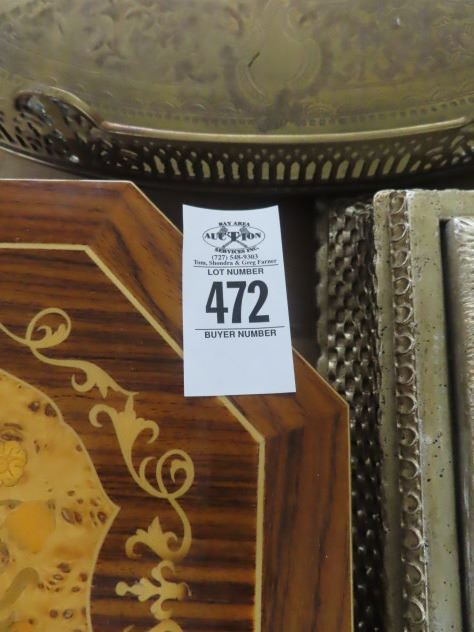 BAY AREA
AUCTION
SERVICES INC.
(727) 548-9303
Tom, Shondra & Greg Farner
LOT NUMBER
472
BUYER NUMBER